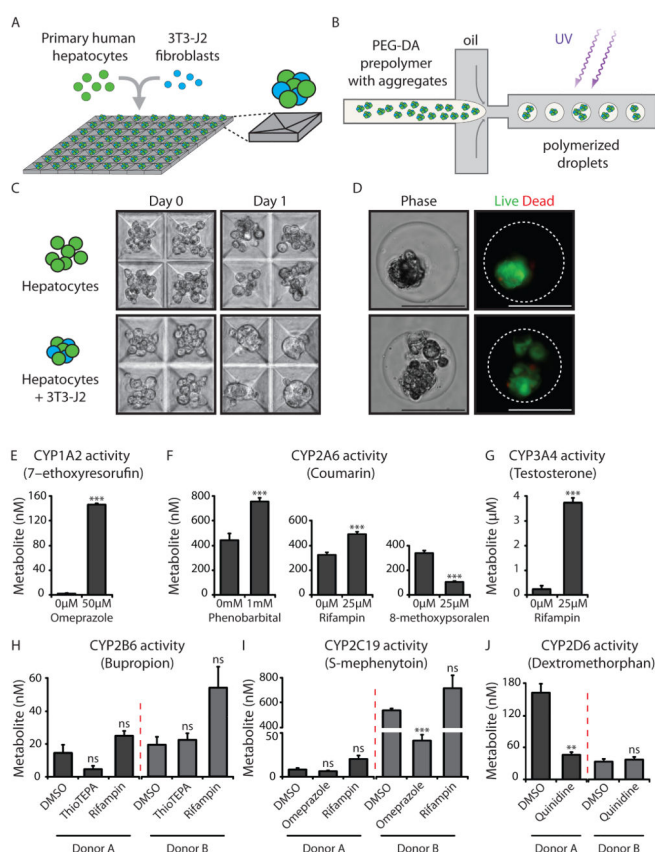 A
Primary human
hepatocytes
3T3-J2
fibroblasts
B
PEG-DA
prepolymer
with aggregates
oil
UV
polymerized
droplets
C
Day 0
Day 1
Hepatocytes
Hepatocytes
+ 3T3-J2
D
Phase
Live Dead
E
CYP1A2 activity
(7–ethoxyresorufin)
Metabolite (nM)
160
120
80
40
0
***
0µM 50µM
Omeprazole
F
CYP2A6 activity
(Coumarin)
Metabolite (nM)
800
600
400
200
0
***
0mM 1mM
Phenobarbital
600
400
200
0
***
0µM 25µM
Rifampin
600
400
200
0
***
0µM 25µM
8-methoxypsoralen
G
CYP3A4 activity
(Testosterone)
Metabolite (µM)
4
3
2
1
0
***
0µM 25µM
Rifampin
H
CYP2B6 activity
(Bupropion)
Metabolite (nM)
60
40
20
0
ns
ns
ns
ns
DMSO
ThioTEPA
Rifampin
DMSO
ThioTEPA
Rifampin
Donor A
Donor B
I
CYP2C19 activity
(S-mephenytoin)
Metabolite (nM)
800
600
400
200
50
0
ns
ns
***
ns
DMSO
Omeprazole
Rifampin
DMSO
Omeprazole
Rifampin
Donor A
Donor B
J
CYP2D6 activity
(Dextromethorphan)
Metabolite (nM)
180
120
60
0
**
ns
DMSO
Quinidine
DMSO
Quinidine
Donor A
Donor B